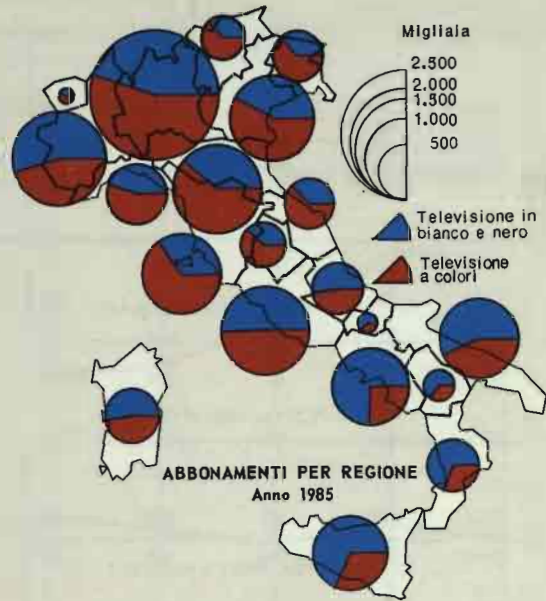 Migliaia
2.500
2.000
1.500
1.000
500
Televisione in
bianco e nero
Televisione
a colori
ABBONAMENTI PER REGIONE
Anno 1985